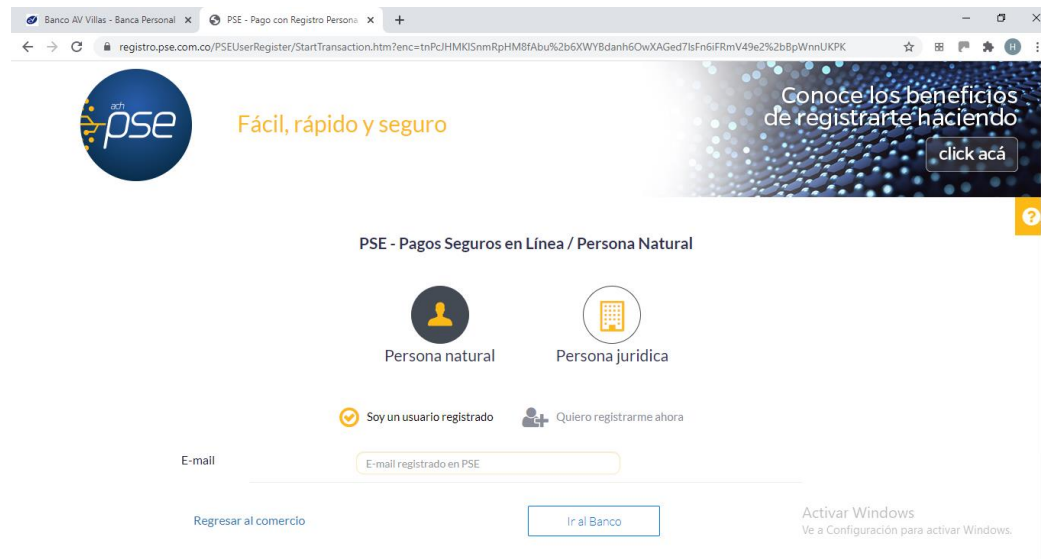 Banco AV Villas - Banca Personal
PSE - Pago con Registro Persona
registro.pse.com.co/PSEUserRegister/StartTransaction.htm?enc=tnPcJHMKISnmRpHM8fAbu%2b6XWYBdanh6OwXAGed7IsFn6iFRmV49e2%2bBpWnnUKPK
H
ach
pse
Fácil, rápido y seguro
Conoce los beneficios
de registrarte haciendo
click acá
?
PSE - Pagos Seguros en Línea / Persona Natural
Persona natural
Persona juridica
Soy un usuario registrado
Quiero registrarme ahora
E-mail
E-mail registrado en PSE
Regresar al comercio
Ir al Banco
Activar Windows
Ve a Configuración para activar Windows.